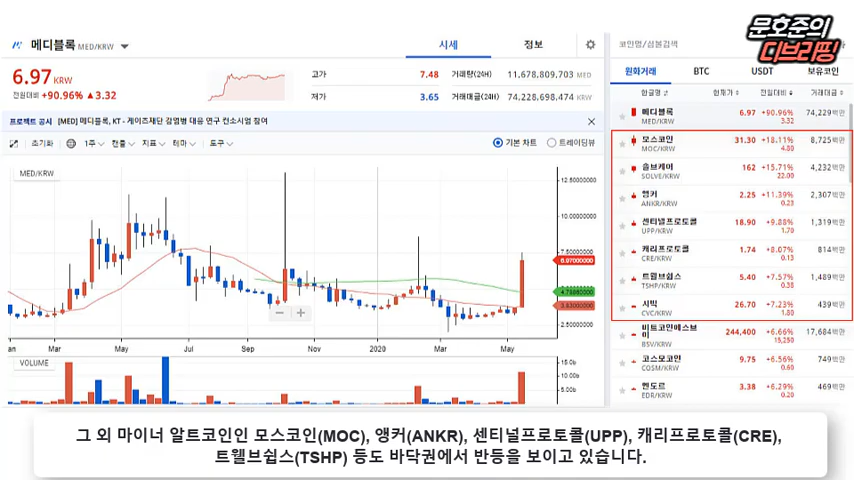 문호준의
디브리핑
메디블록 MED/KRW
시세
정보
6.97 KRW
전일대비 +90.96% ▲3.32
고가 7.48 거래량(24H) 11,678,809,703 MED
저가 3.65 거래대금(24H) 74,228,698,474 KRW
프로젝트 공시 [MED] 메디블록, KT - 게이츠재단 감염병 대응 연구 컨소시엄 참여
초기화 1주 캔들 지표 테마 도구
기본 차트 트레이딩뷰
MED/KRW
12.50000000
10.00000000
7.50000000
6.97000000
2.50000000
an Mar May Jul Sep Nov 2020 Mar May
VOLUME
15.0b
10.00b
5.00b
코인명/심볼검색
원화거래 BTC USDT 보유코인
한글명 현재가 전일대비 거래대금
메디블록 6.97 +90.96% 74,229백만
MED/KRW 3.32
모스코인 31.30 +18.11% 8,725백만
MOC/KRW 4.80
솔브케어 162 +15.71% 4,232백만
SOLVE/KRW 22.00
앵커 2.25 +11.39% 2,307백만
ANKR/KRW 0.23
센티널프로토콜 18.90 +9.88% 1,319백만
UPP/KRW 1.70
캐리프로토콜 1.74 +8.07% 814백만
CRE/KRW 0.13
트웰브쉽스 5.40 +7.57% 1,489백만
TSHP/KRW 0.38
시빅 26.70 +7.23% 439백만
CVC/KRW 1.80
비트코인에스브이 244,400 +6.66% 17,684백만
BSV/KRW 15,250
코스모코인 9.75 +6.56% 749백만
COSM/KRW 0.60
엔도르 3.38 +6.29% 469백만
EDR/KRW 0.20
그 외 마이너 알트코인인 모스코인(MOC), 앵커(ANKR), 센티널프로토콜(UPP), 캐리프로토콜(CRE),
트웰브쉽스(TSHP) 등도 바닥권에서 반등을 보이고 있습니다.